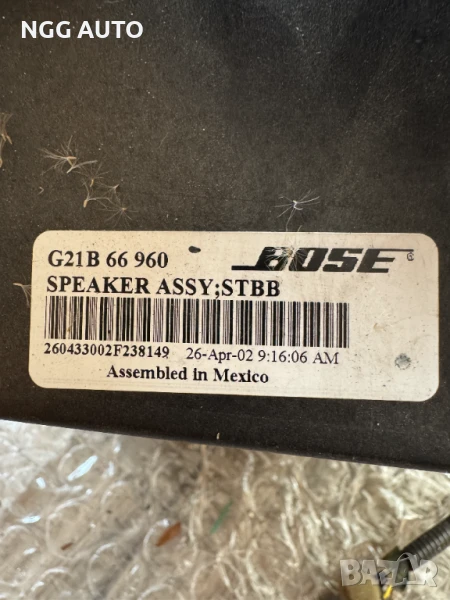 NGG AUTO
G21B 66 960
BOSE
SPEAKER ASSY;STBB
260433002F238149 26-Apr-02 9:16:06 AM
Assembled in Mexico
bazar